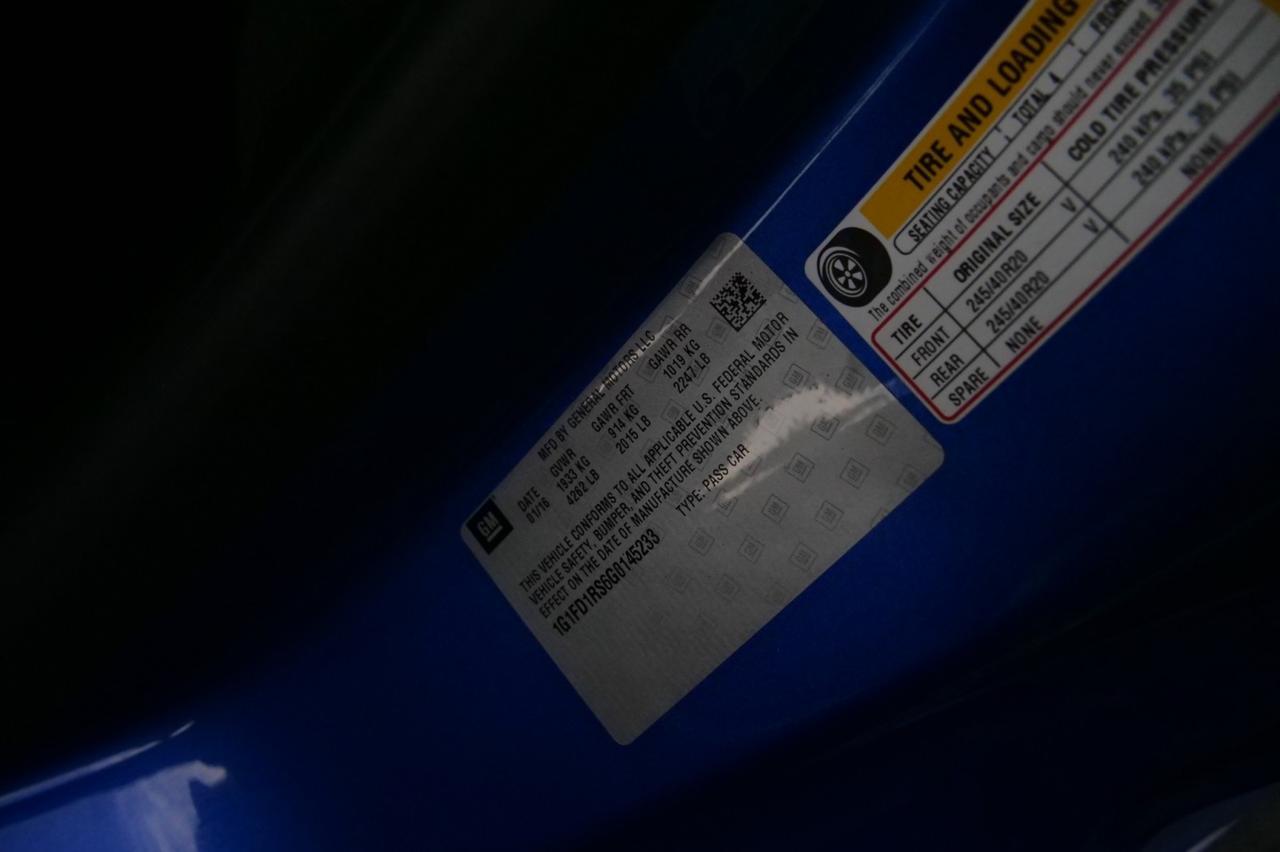 GM
MFD BY GENERAL MOTORS LLC
DATE GVWR GAWR FRT GAWR RR
01/16 1933 KG 914 KG 1019 KG
4262 LB 2015 LB 2247 LB
THIS VEHICLE CONFORMS TO ALL APPLICABLE U.S. FEDERAL MOTOR
VEHICLE SAFETY, BUMPER, AND THEFT PREVENTION STANDARDS IN
EFFECT ON THE DATE OF MANUFACTURE SHOWN ABOVE.
1G1FD1RS6G0145233 TYPE: PASS CAR
TIRE AND LOADING
SEATING CAPACITY TOTAL 4
The combined weight of occupants and cargo should never exceed
TIRE ORIGINAL SIZE COLD TIRE PRESSURE
FRONT 245/40R20 V 240 kPa, 35 PSI
REAR 245/40R20 V 240 kPa, 35 PSI
SPARE NONE NONE